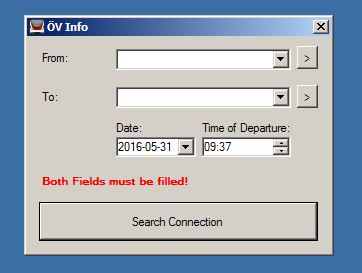 ÖV Info
From:
>
To:
>
Date: Time of Departure:
2016-05-31 09:37
Both Fields must be filled!
Search Connection